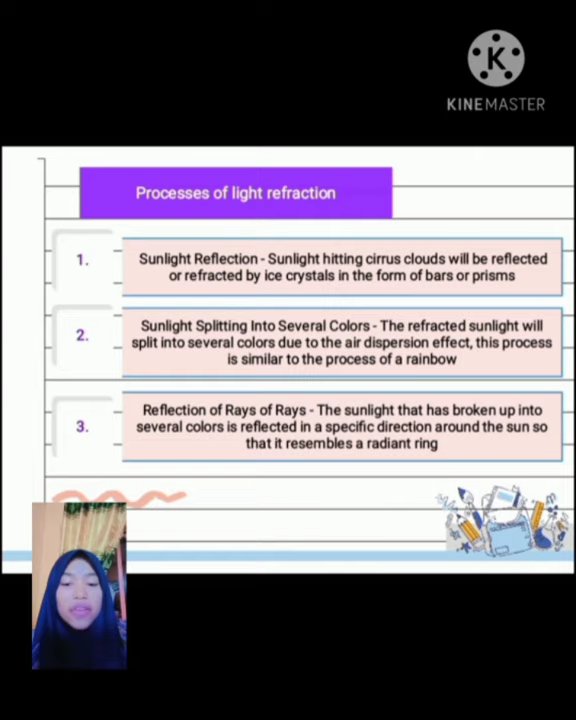 KINEMASTER
Processes of light refraction
1.
Sunlight Reflection - Sunlight hitting cirrus clouds will be reflected
or refracted by ice crystals in the form of bars or prisms
2.
Sunlight Splitting Into Several Colors - The refracted sunlight will
split into several colors due to the air dispersion effect, this process
is similar to the process of a rainbow
3.
Reflection of Rays of Rays - The sunlight that has broken up into
several colors is reflected in a specific direction around the sun so
that it resembles a radiant ring